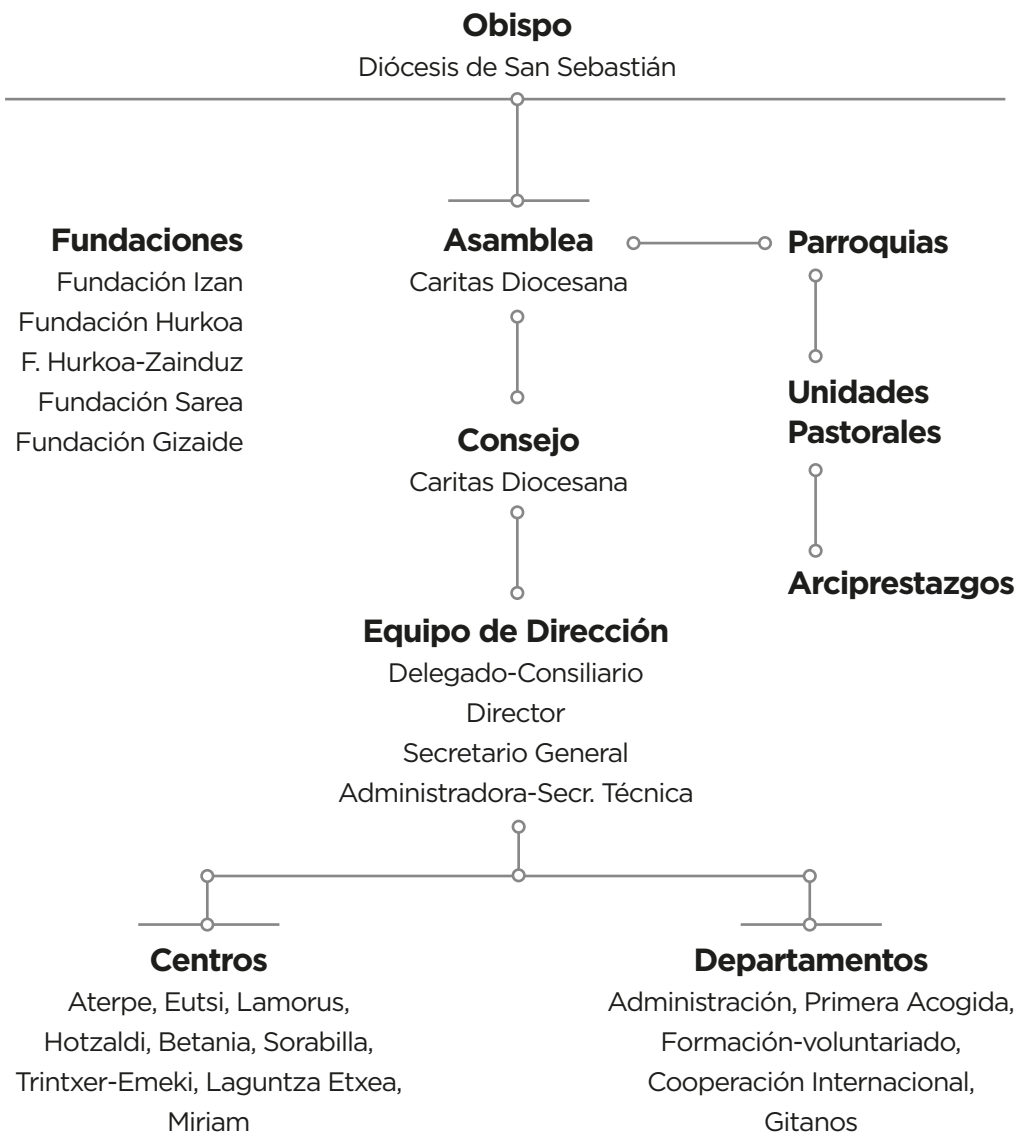 Obispo
Diócesis de San Sebastián
Fundaciones
Fundación Izan
Fundación Hurkoa
F. Hurkoa-Zainduz
Fundación Sarea
Fundación Gizaide
Asamblea
Caritas Diocesana
Consejo
Caritas Diocesana
Parroquias
Unidades
Pastorales
Arciprestazgos
Equipo de Dirección
Delegado-Consiliario
Director
Secretario General
Administradora-Secr. Técnica
Centros
Aterpe, Eutsi, Lamorus,
Hotzaldi, Betania, Sorabilla,
Trintxer-Emeki, Laguntza Etxea,
Miriam
Departamentos
Administración, Primera Acogida,
Formación-voluntariado,
Cooperación Internacional,
Gitanos